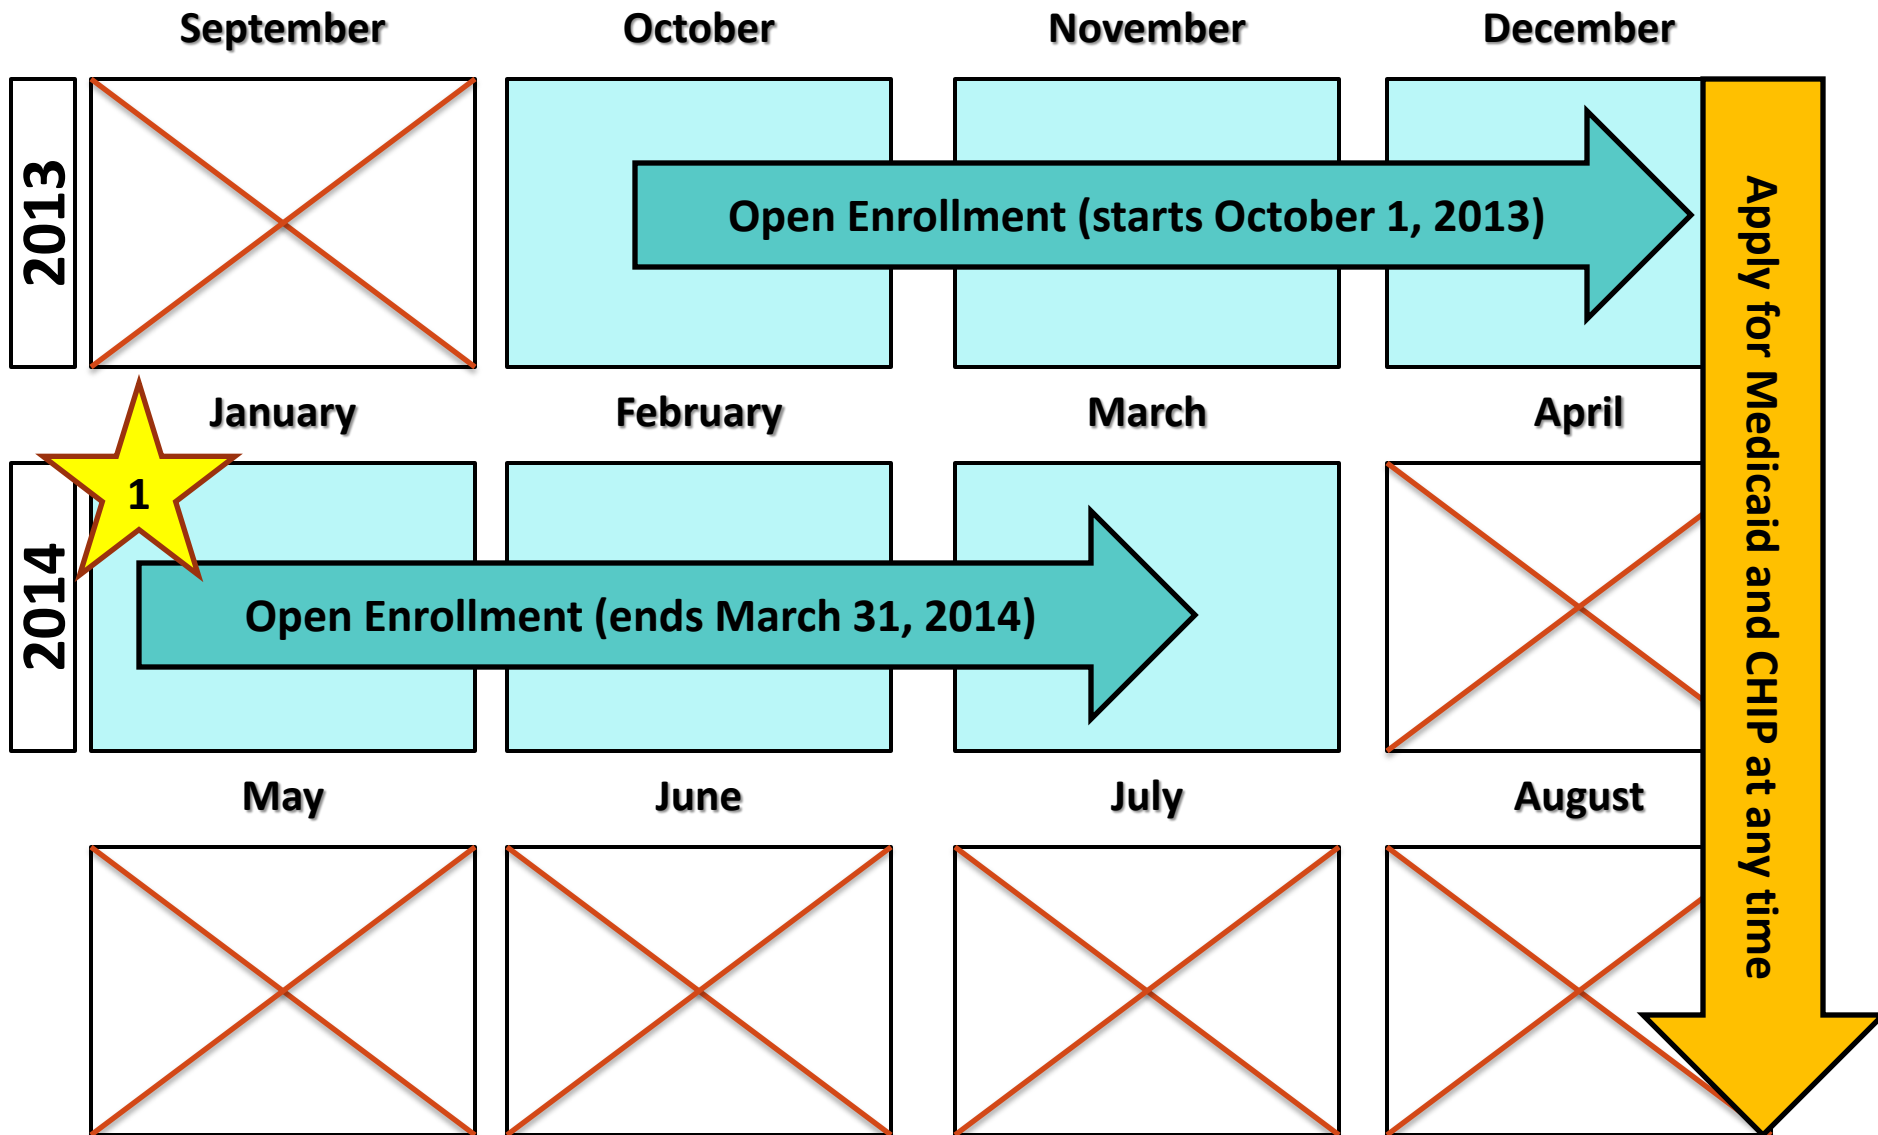 September
October
November
December
2013
Open Enrollment (starts October 1, 2013)
Apply for Medicaid and CHIP at any time
January
February
March
April
1
2014
Open Enrollment (ends March 31, 2014)
May
June
July
August